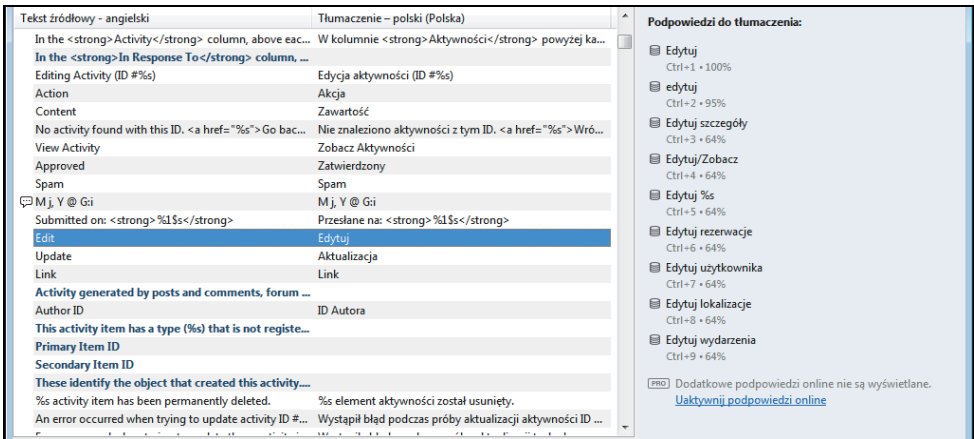 Tekst źródłowy - angielski	Tłumaczenie – polski (Polska)
In the <strong>Activity</strong> column, above eac...	W kolumnie <strong>Aktywności</strong> powyżej ka...
In the <strong>In Response To</strong> column, ...
Editing Activity (ID #%s)	Edycja aktywności (ID #%s)
Action	Akcja
Content	Zawartość
No activity found with this ID. <a href="%s">Go bac...	Nie znaleziono aktywności z tym ID. <a href="%s">Wró...
View Activity	Zobacz Aktywności
Approved	Zatwierdzony
Spam	Spam
M j, Y @ G:i	M j, Y @ G:i
Submitted on: <strong>%1$s</strong>	Przesłane na: <strong>%1$s</strong>
Edit	Edytuj
Update	Aktualizacja
Link	Link
Activity generated by posts and comments, forum ...
Author ID	ID Autora
This activity item has a type (%s) that is not registe...
Primary Item ID
Secondary Item ID
These identify the object that created this activity....
%s activity item has been permanently deleted.	%s element aktywności został usunięty.
An error occurred when trying to update activity ID #...	Wystąpił błąd podczas próby aktualizacji aktywności ID ...
Podpowiedzi do tłumaczenia:
Edytuj
Ctrl+1 • 100%
edytuj
Ctrl+2 • 95%
Edytuj szczegóły
Ctrl+3 • 64%
Edytuj/Zobacz
Ctrl+4 • 64%
Edytuj %s
Ctrl+5 • 64%
Edytuj rezerwacje
Ctrl+6 • 64%
Edytuj użytkownika
Ctrl+7 • 64%
Edytuj lokalizacje
Ctrl+8 • 64%
Edytuj wydarzenia
Ctrl+9 • 64%
PRO Dodatkowe podpowiedzi online nie są wyświetlane.
Uaktywnij podpowiedzi online